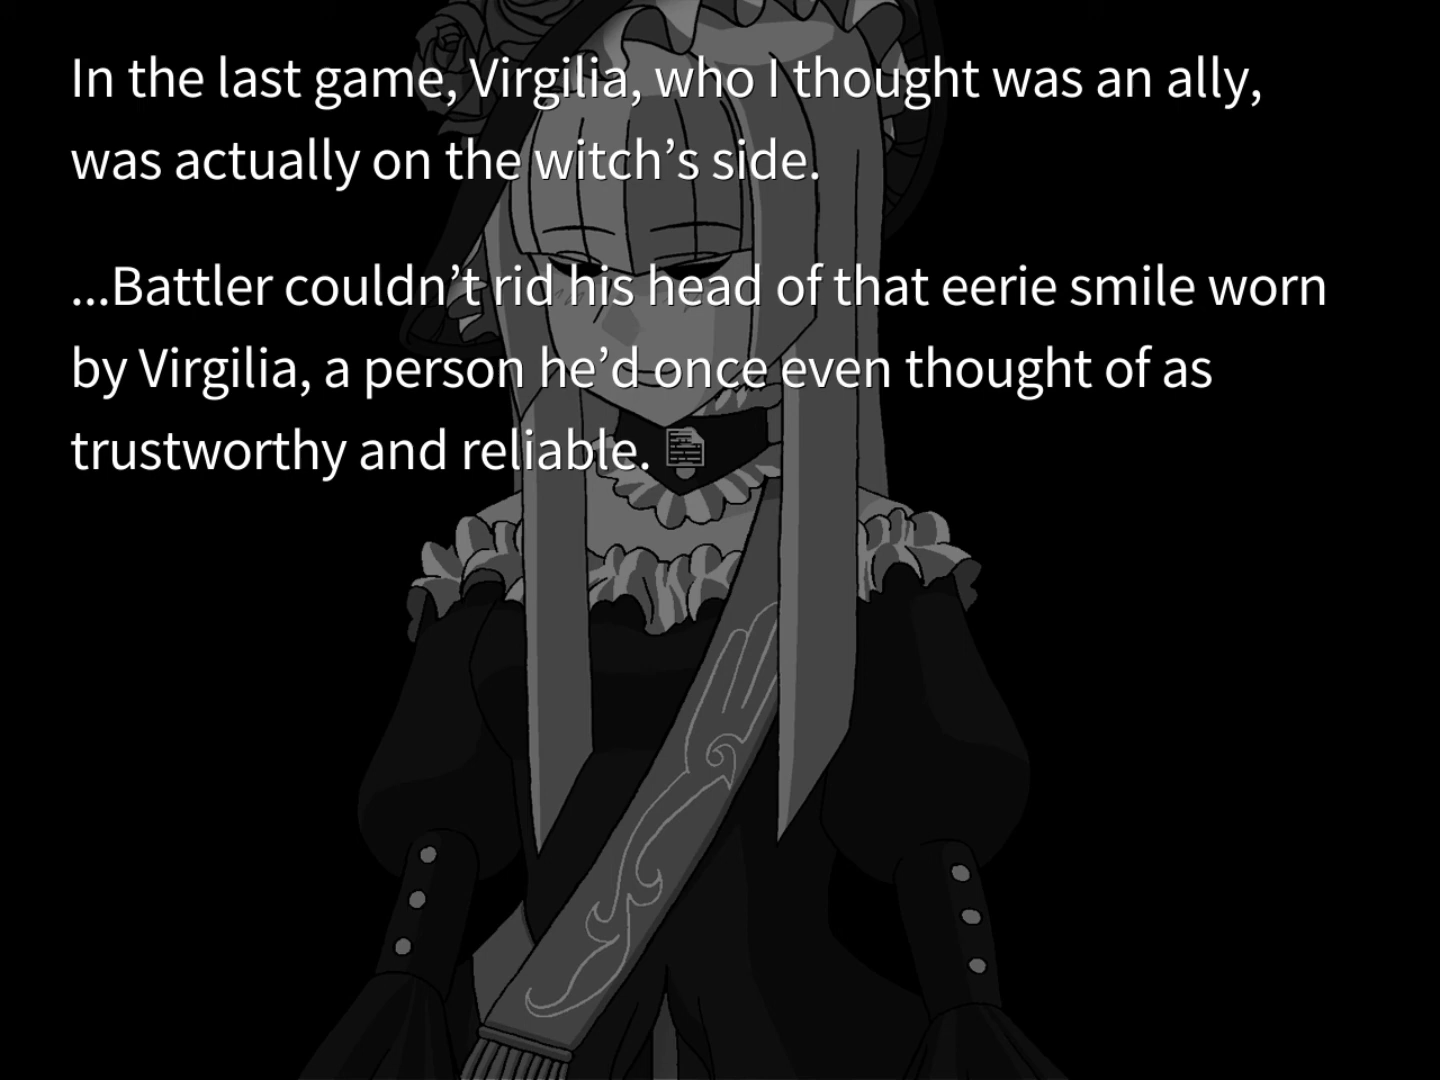 In the last game, Virgilia, who I thought was an ally,
was actually on the witch’s side.
...Battler couldn’t rid his head of that eerie smile worn
by Virgilia, a person he’d once even thought of as
trustworthy and reliable.